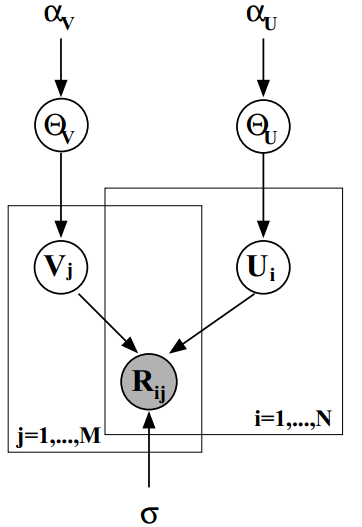 αV αU
ΘV ΘU
Vj Ui
Rij
j=1,...,M i=1,...,N
σ